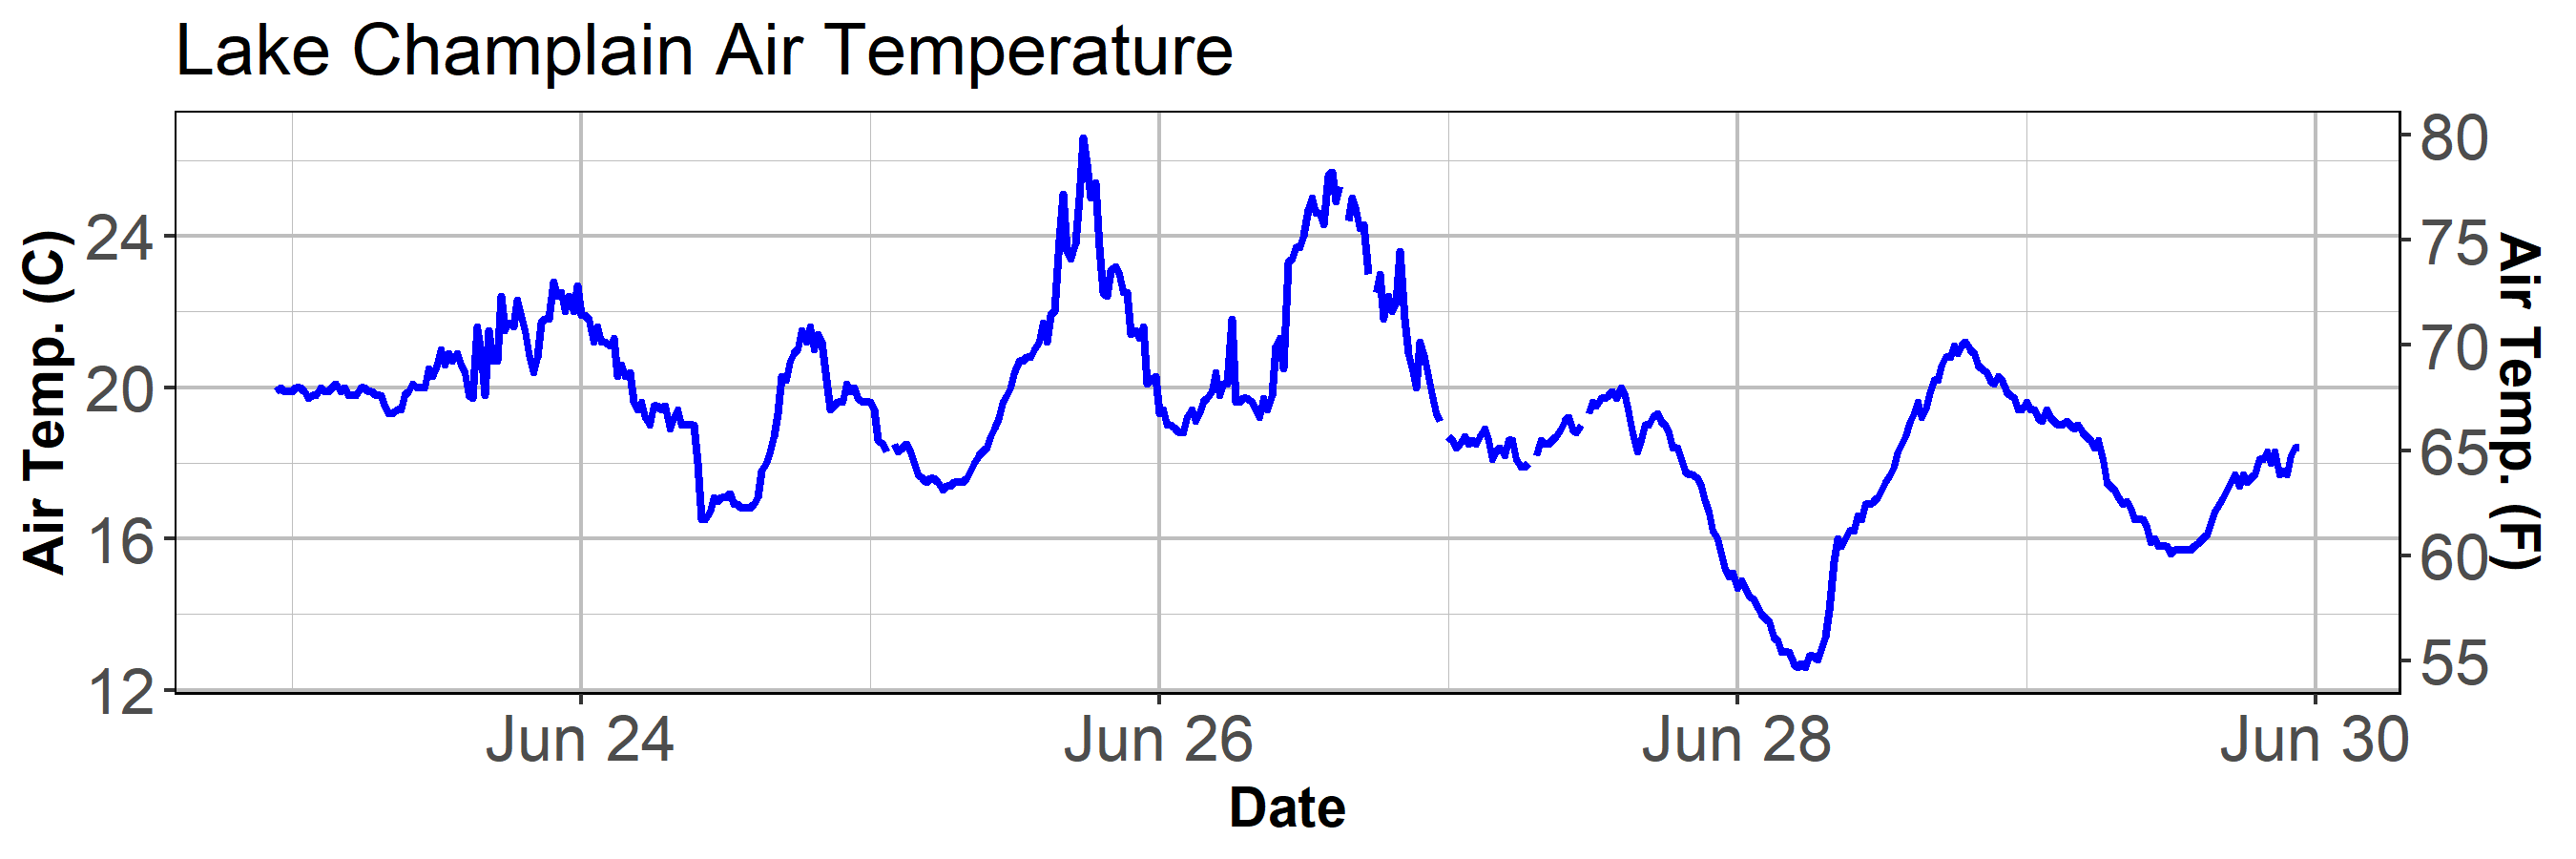 Lake Champlain Air Temperature
Air Temp. (C)
24
20
16
12
80
75
70
65
60
55
Air Temp. (F)
Jun 24 Jun 26 Jun 28 Jun 30
Date